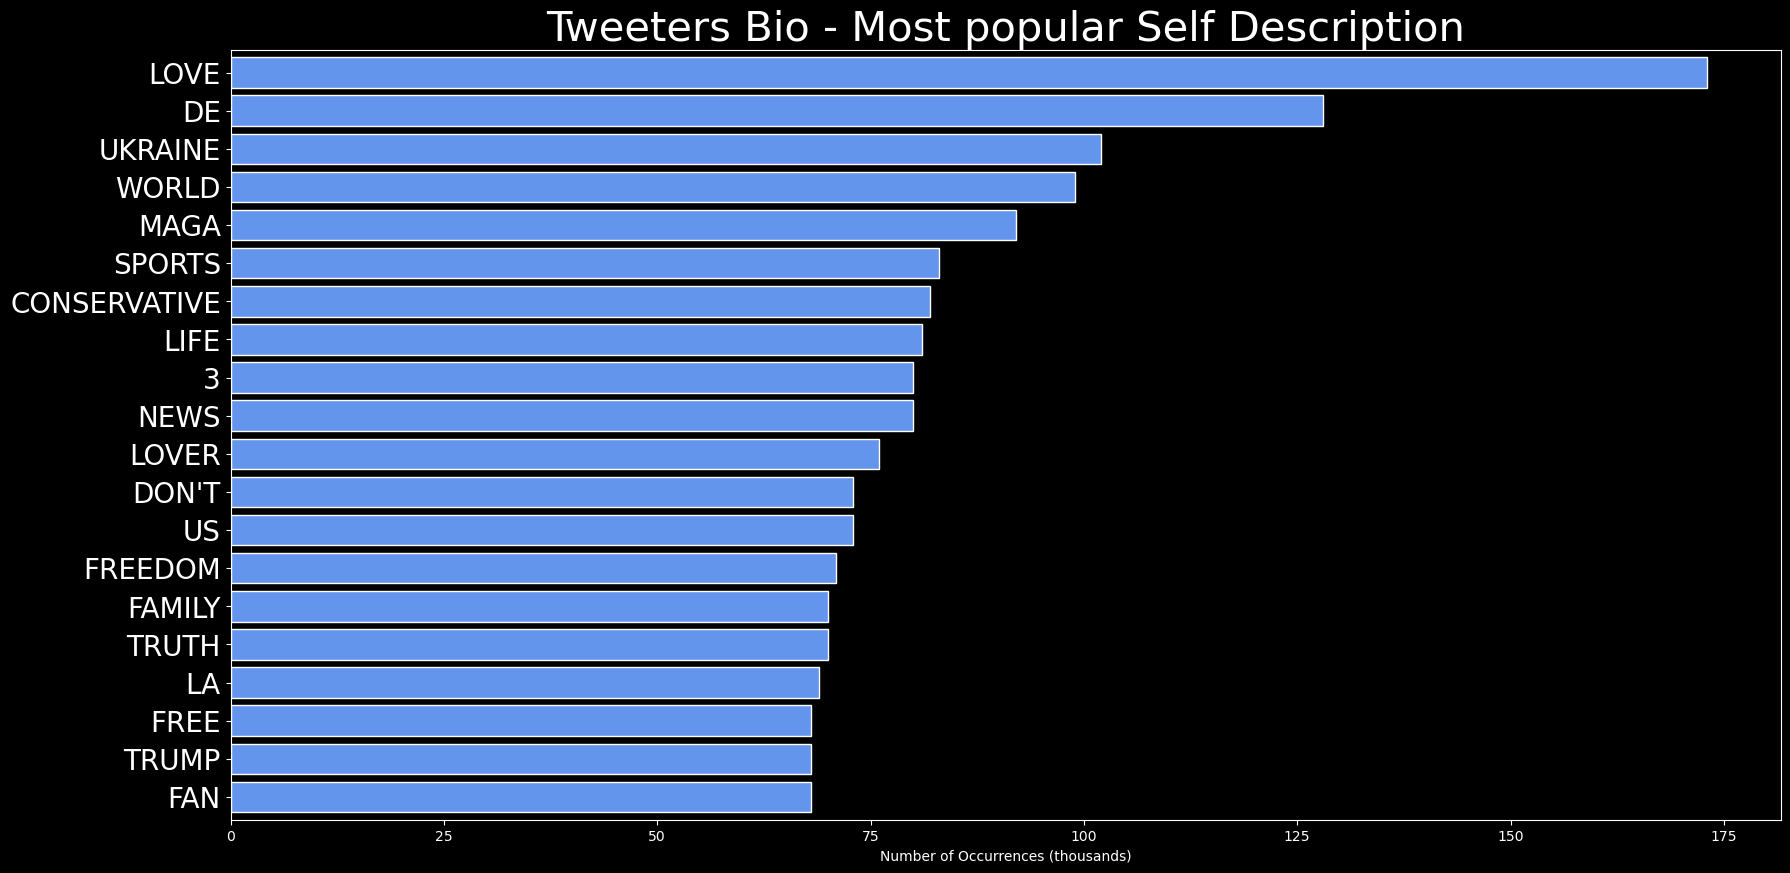 Tweeters Bio - Most popular Self Description
LOVE
DE
UKRAINE
WORLD
MAGA
SPORTS
CONSERVATIVE
LIFE
3
NEWS
LOVER
DON'T
US
FREEDOM
FAMILY
TRUTH
LA
FREE
TRUMP
FAN
0 25 50 75 100 125 150 175
Number of Occurrences (thousands)